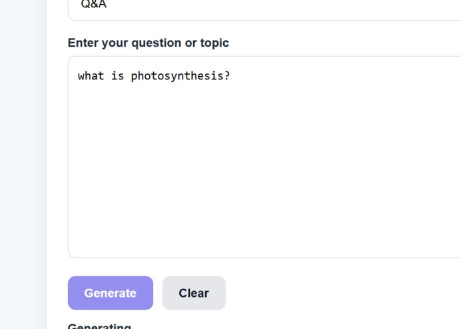 Q&A
Enter your question or topic
what is photosynthesis?
Generate Clear
Generating